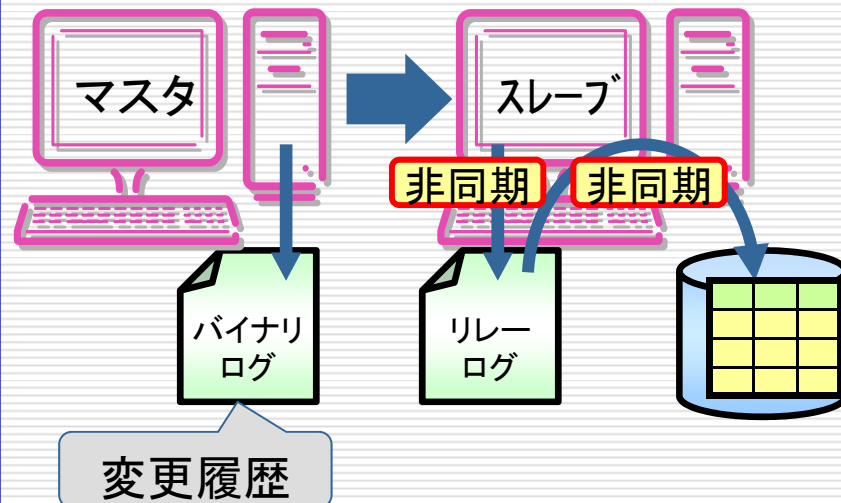 マスタ
スレーブ
非同期
非同期
バイナリ
ログ
リレー
ログ
変更履歴